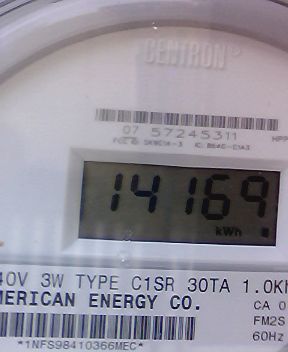 CENTRON®
07 57245311
14169
kWh
40V 3W TYPE C1SR 30TA 1.0Kh
MERICAN ENERGY CO.
CA 0
FM2S
60Hz
*1NFS98410366MEC*